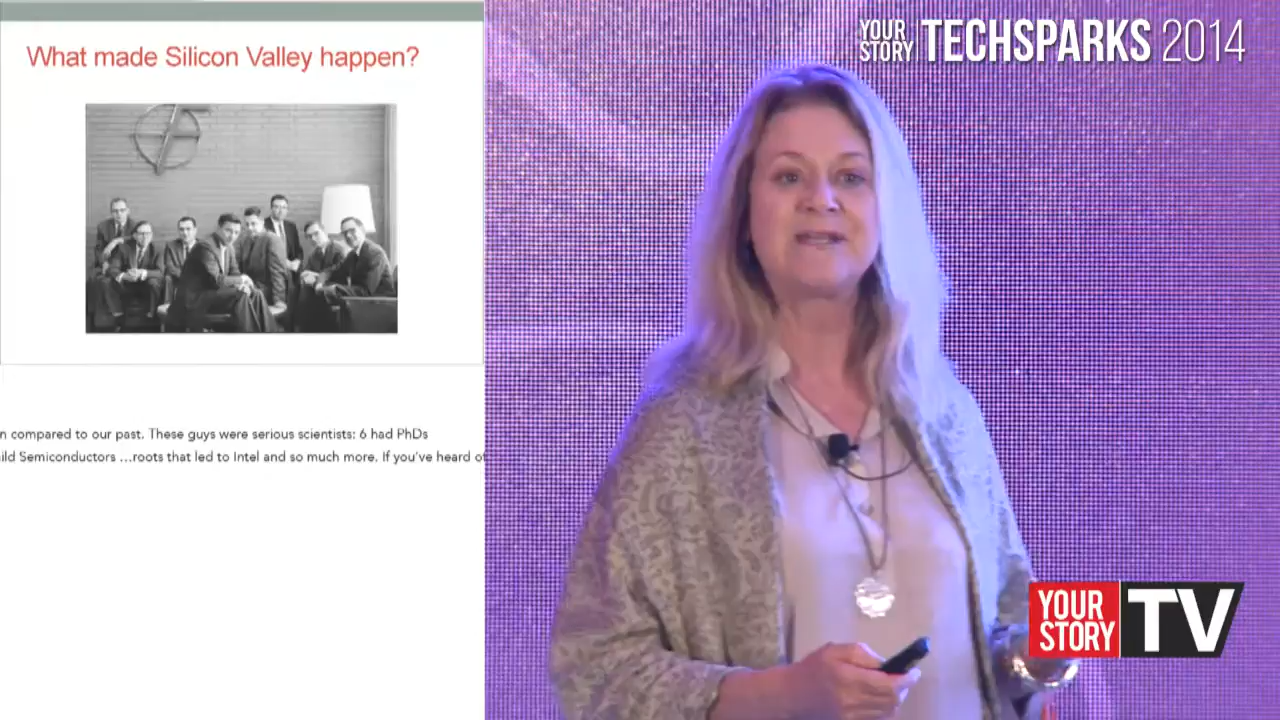 What made Silicon Valley happen?
n compared to our past. These guys were serious scientists: 6 had PhDs
ild Semiconductors ...roots that led to Intel and so much more. If you've heard of
YOUR STORY TECHSPARKS 2014
YOUR STORY TV